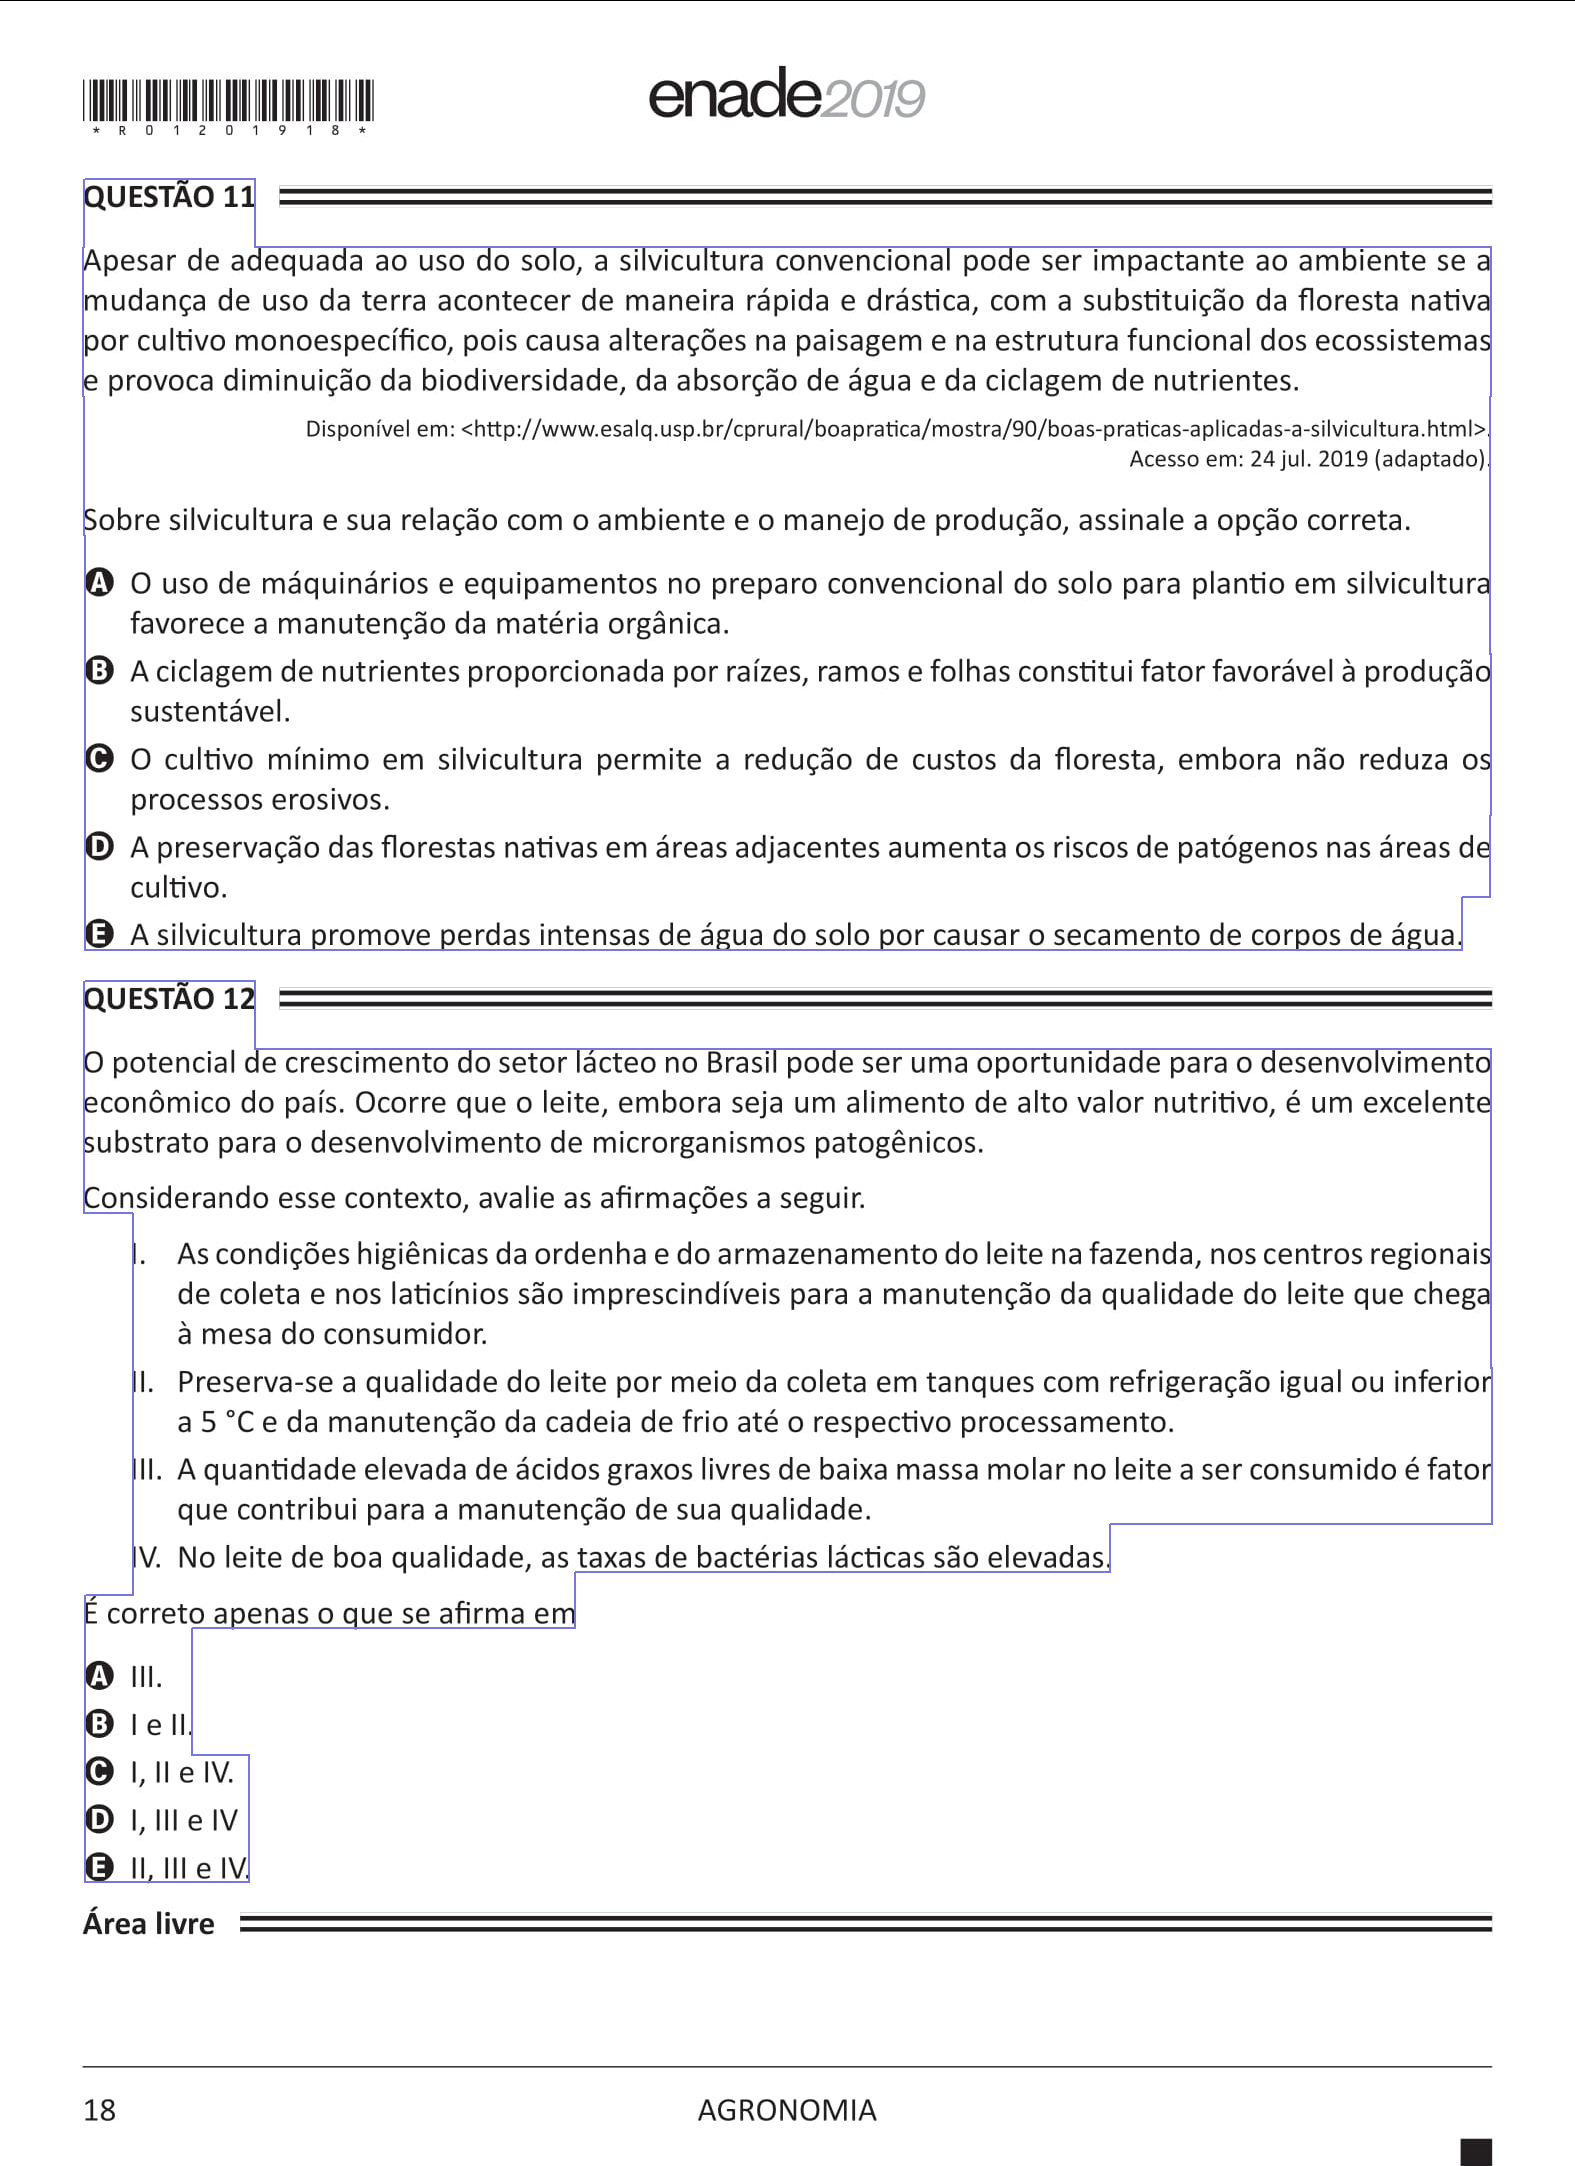 *R01201918*
enade2019
QUESTÃO 11
Apesar de adequada ao uso do solo, a silvicultura convencional pode ser impactante ao ambiente se a
mudança de uso da terra acontecer de maneira rápida e drástica, com a substituição da floresta nativa
por cultivo monoespecífico, pois causa alterações na paisagem e na estrutura funcional dos ecossistemas
e provoca diminuição da biodiversidade, da absorção de água e da ciclagem de nutrientes.
Disponível em: <http://www.esalq.usp.br/cprural/boapratica/mostra/90/boas-praticas-aplicadas-a-silvicultura.html>.
Acesso em: 24 jul. 2019 (adaptado).
Sobre silvicultura e sua relação com o ambiente e o manejo de produção, assinale a opção correta.
A O uso de máquinários e equipamentos no preparo convencional do solo para plantio em silvicultura
favorece a manutenção da matéria orgânica.
B A ciclagem de nutrientes proporcionada por raízes, ramos e folhas constitui fator favorável à produção
sustentável.
C O cultivo mínimo em silvicultura permite a redução de custos da floresta, embora não reduza os
processos erosivos.
D A preservação das florestas nativas em áreas adjacentes aumenta os riscos de patógenos nas áreas de
cultivo.
E A silvicultura promove perdas intensas de água do solo por causar o secamento de corpos de água.
QUESTÃO 12
O potencial de crescimento do setor lácteo no Brasil pode ser uma oportunidade para o desenvolvimento
econômico do país. Ocorre que o leite, embora seja um alimento de alto valor nutritivo, é um excelente
substrato para o desenvolvimento de microrganismos patogênicos.
Considerando esse contexto, avalie as afirmações a seguir.
I. As condições higiênicas da ordenha e do armazenamento do leite na fazenda, nos centros regionais
de coleta e nos laticínios são imprescindíveis para a manutenção da qualidade do leite que chega
à mesa do consumidor.
II. Preserva-se a qualidade do leite por meio da coleta em tanques com refrigeração igual ou inferior
a 5 °C e da manutenção da cadeia de frio até o respectivo processamento.
III. A quantidade elevada de ácidos graxos livres de baixa massa molar no leite a ser consumido é fator
que contribui para a manutenção de sua qualidade.
IV. No leite de boa qualidade, as taxas de bactérias lácticas são elevadas.
É correto apenas o que se afirma em
A III.
B I e II.
C I, II e IV.
D I, III e IV
E II, III e IV.
Área livre
18
AGRONOMIA